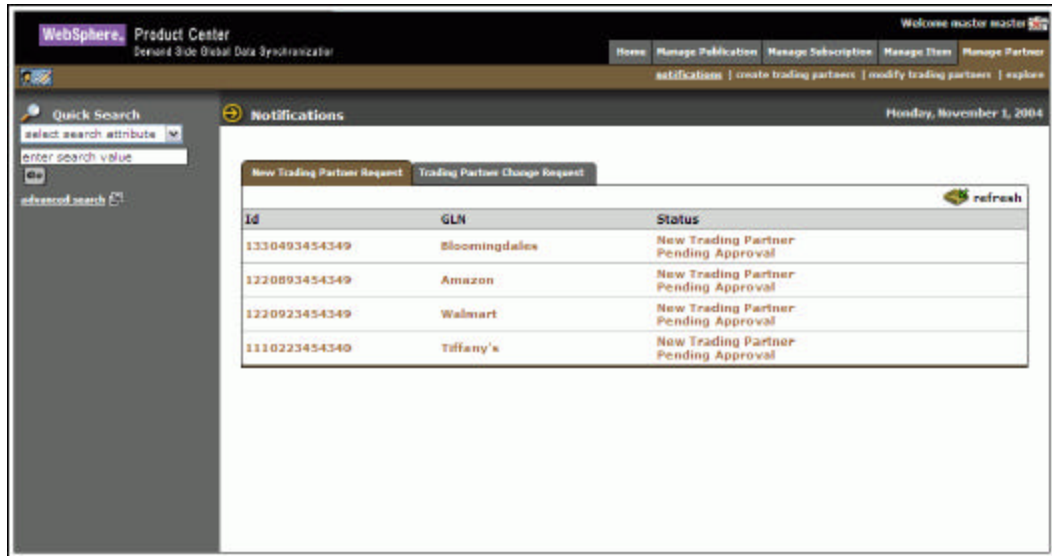 WebSphere. Product Center
Demand Side Global Data Synchronization
Welcome master master
Home Manage Publication Manage Subscription Manage Item Manage Partner
notifications | create trading partners | modify trading partners | explore
Quick Search
select search attribute
enter search value
Go
advanced search
Notifications
Monday, November 1, 2004
New Trading Partner Request Trading Partner Change Request
refresh
Id GLN Status
1330493454349 Bloomingdales New Trading Partner
Pending Approval
1220893454349 Amazon New Trading Partner
Pending Approval
1220923454349 Walmart New Trading Partner
Pending Approval
1110223454340 Tiffany's New Trading Partner
Pending Approval